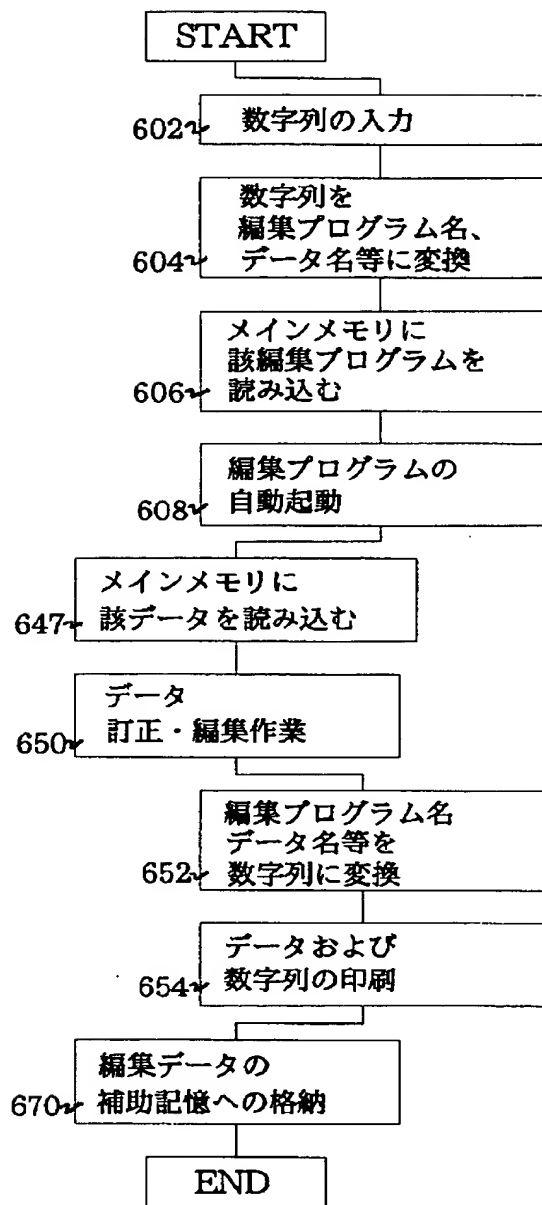 START
602 数字列の入力
数字列を
編集プログラム名、
604 データ名等に変換
メインメモリに
該編集プログラムを
606 読み込む
編集プログラムの
608 自動起動
メインメモリに
647 該データを読み込む
データ
650 訂正・編集作業
編集プログラム名
データ名等を
652 数字列に変換
データおよび
654 数字列の印刷
編集データの
670 補助記憶への格納
END